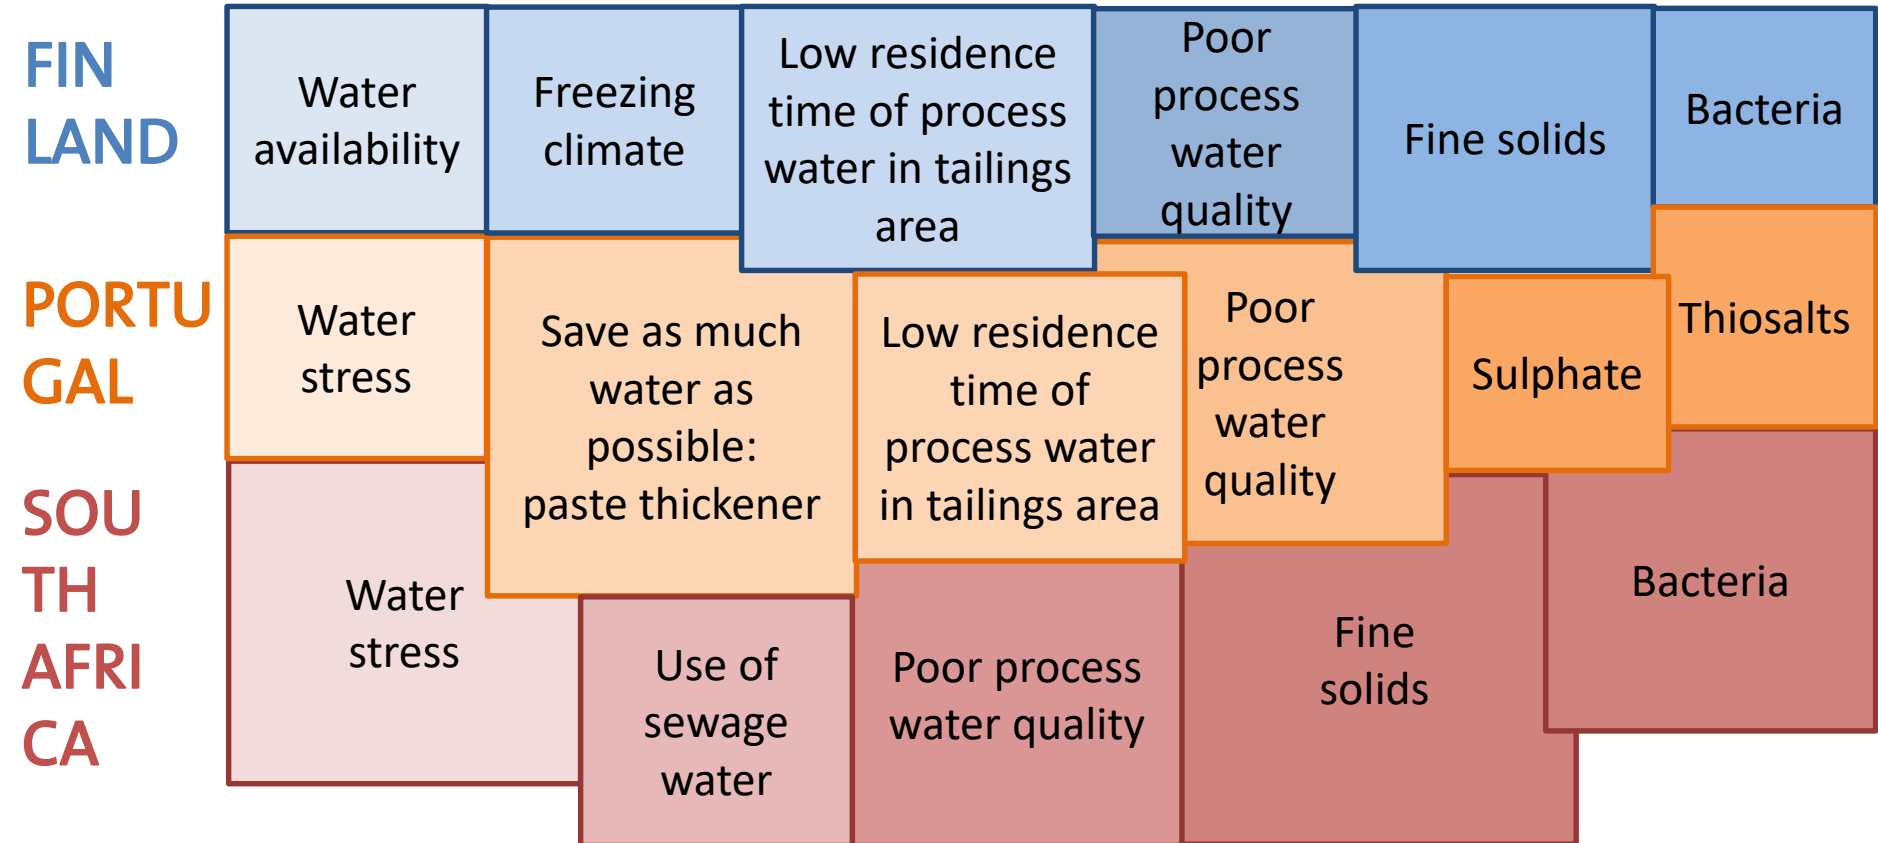 FIN
LAND
Water
availability
Freezing
climate
Low residence
time of process
water in tailings
area
Poor
process
water
quality
Fine solids
Bacteria
PORTU
GAL
Water
stress
Save as much
water as
possible:
paste thickener
Low residence
time of
process water
in tailings area
Poor
process
water
quality
Sulphate
Thiosalts
SOU
TH
AFRI
CA
Water
stress
Use of
sewage
water
Poor process
water quality
Fine
solids
Bacteria